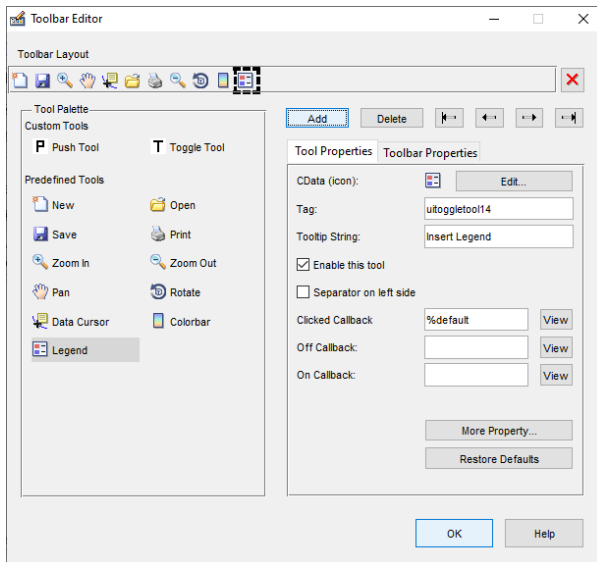 Toolbar Editor
Toolbar Layout
Tool Palette
Custom Tools
P Push Tool
T Toggle Tool
Predefined Tools
New
Open
Save
Print
Zoom In
Zoom Out
Pan
Rotate
Data Cursor
Colorbar
Legend
Add
Delete
Tool Properties
Toolbar Properties
CData (icon):
Edit...
Tag:
uitoggletool14
Tooltip String:
Insert Legend
Enable this tool
Separator on left side
Clicked Callback
%default
View
Off Callback:
View
On Callback:
View
More Property...
Restore Defaults
OK
Help